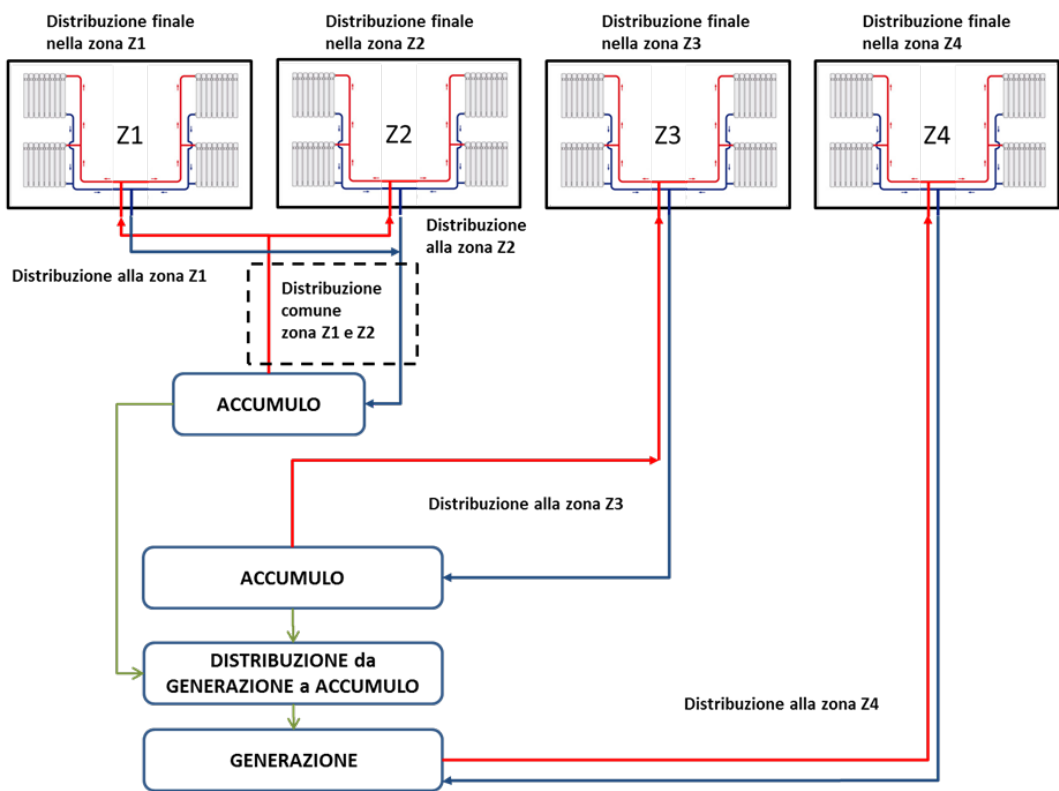 Distribuzione finale
nella zona Z1
Distribuzione finale
nella zona Z2
Distribuzione finale
nella zona Z3
Distribuzione finale
nella zona Z4
Z1
Z2
Z3
Z4
Distribuzione
alla zona Z2
Distribuzione alla zona Z1
Distribuzione
comune
zona Z1 e Z2
ACCUMULO
Distribuzione alla zona Z3
ACCUMULO
DISTRIBUZIONE da
GENERAZIONE a ACCUMULO
Distribuzione alla zona Z4
GENERAZIONE